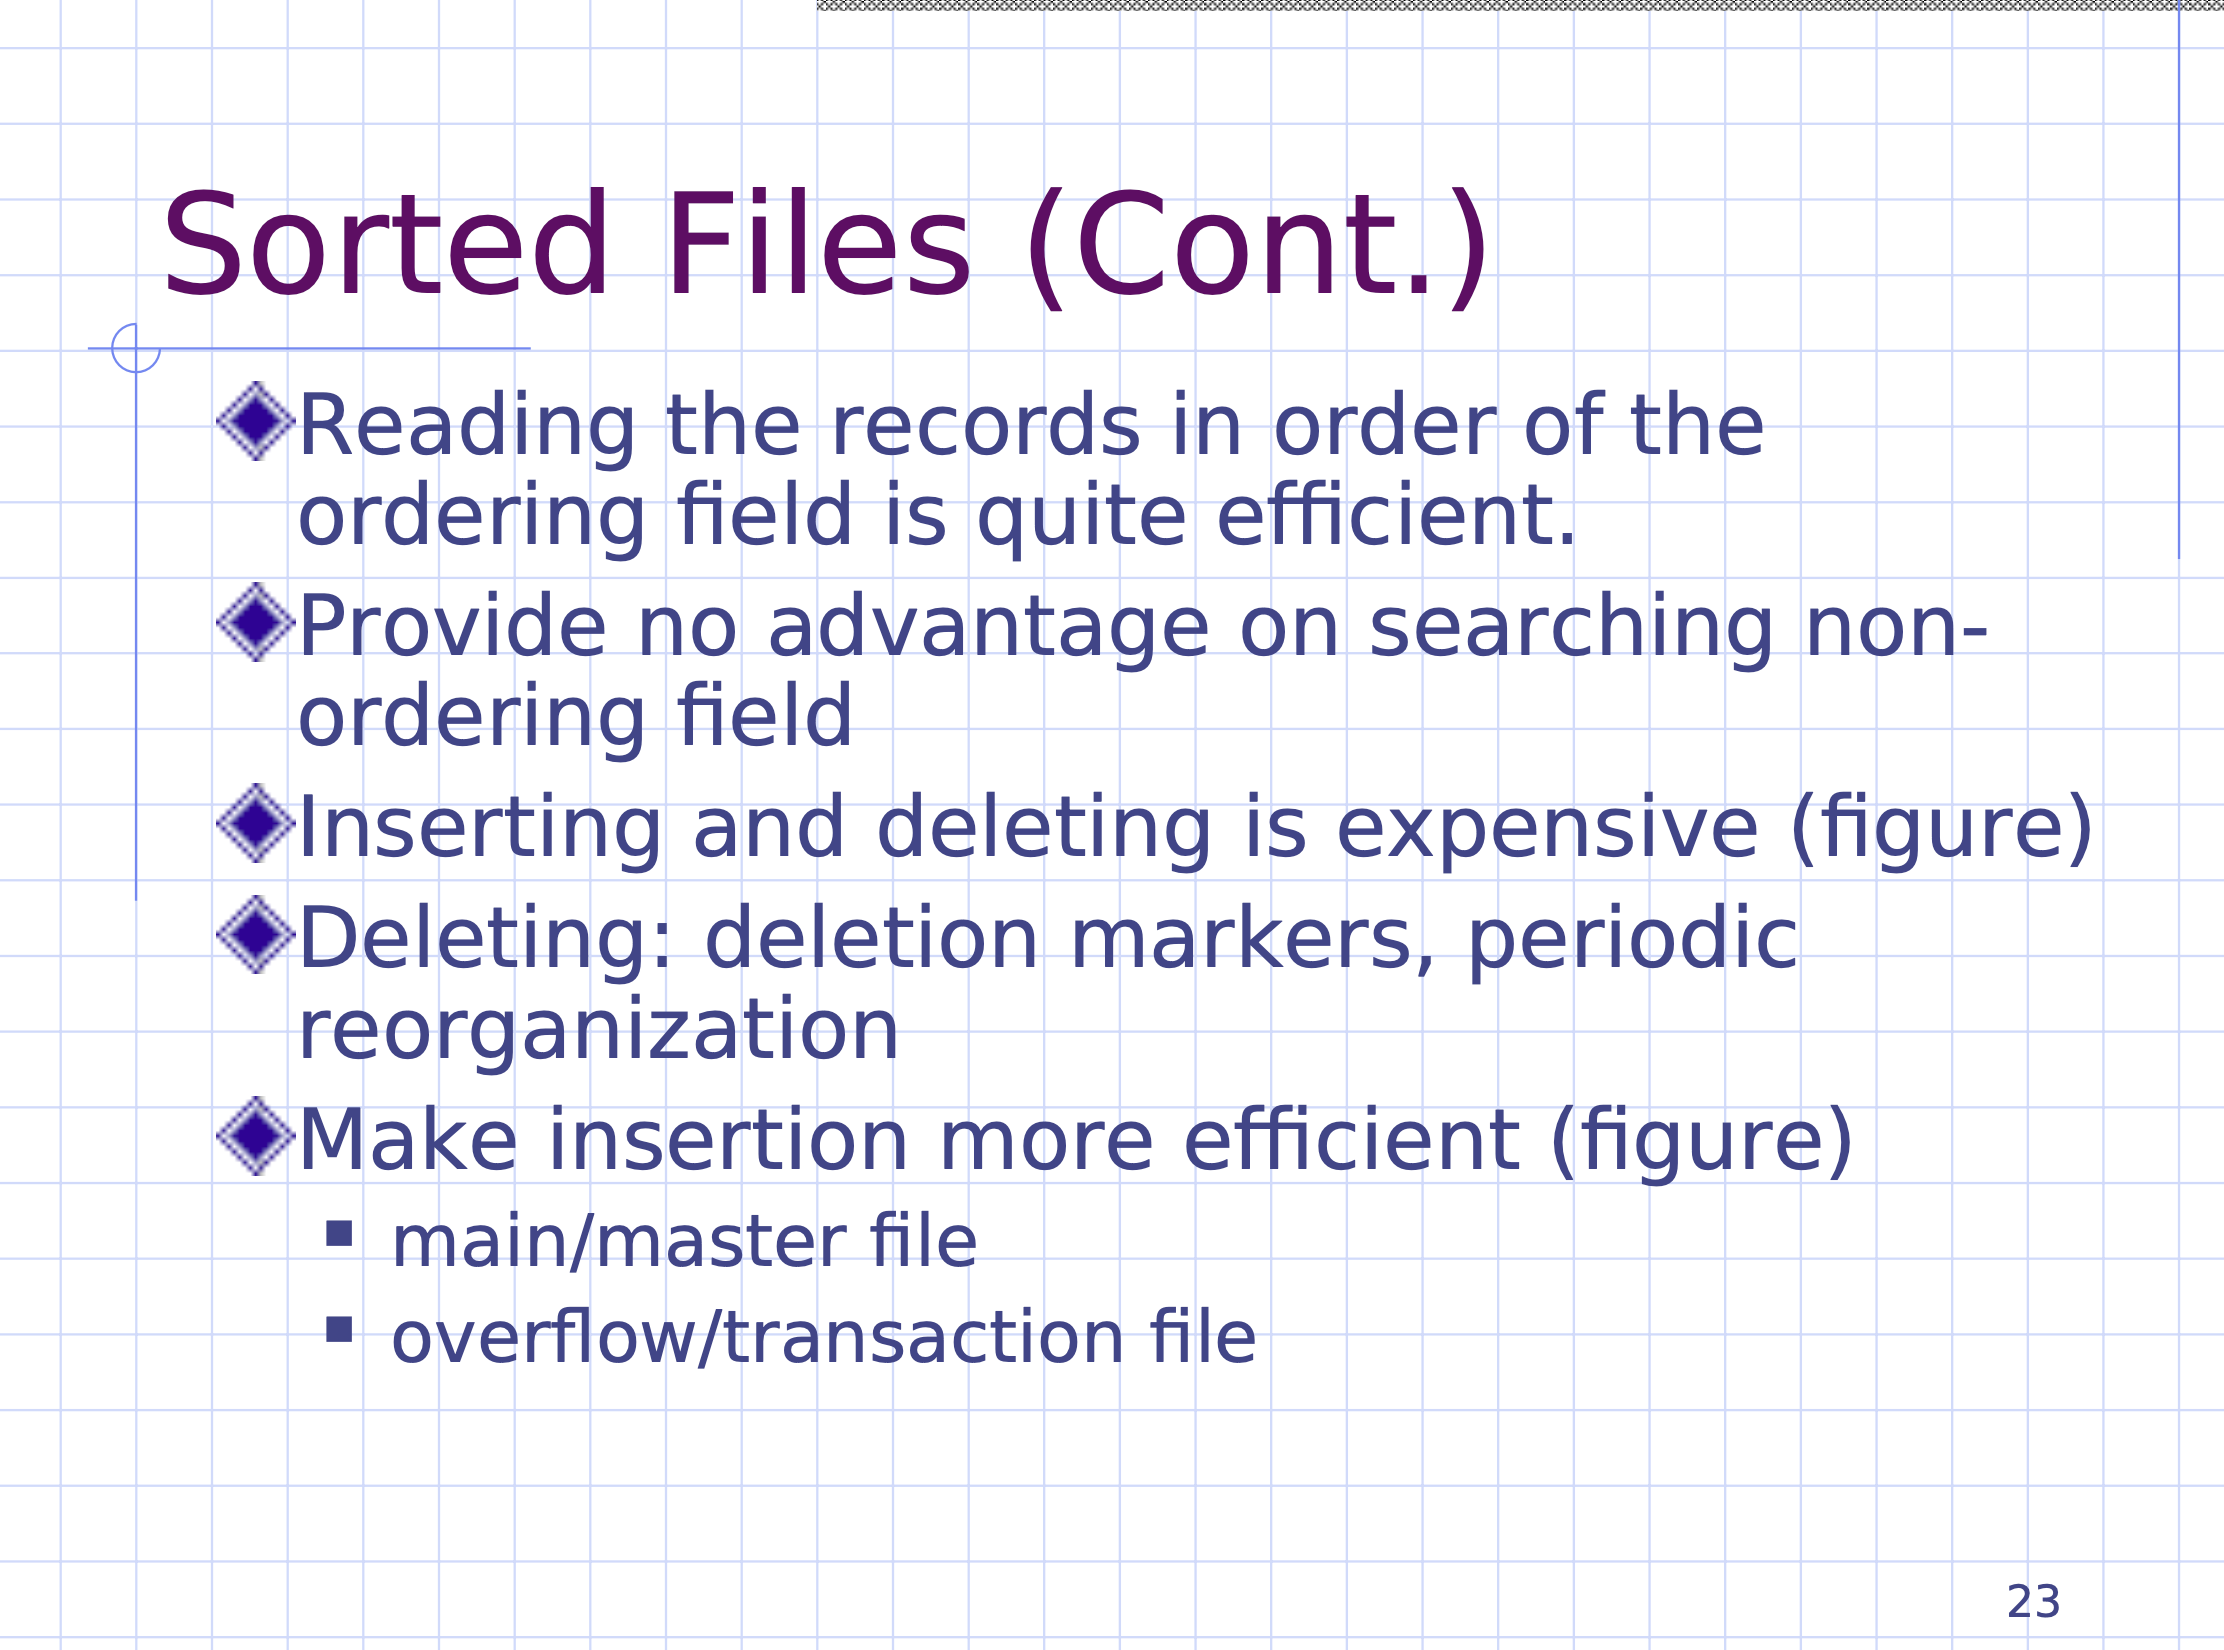 Sorted Files (Cont.)
Reading the records in order of the
ordering field is quite efficient.
Provide no advantage on searching non-
ordering field
Inserting and deleting is expensive (figure)
Deleting: deletion markers, periodic
reorganization
Make insertion more efficient (figure)
main/master file
overflow/transaction file
23